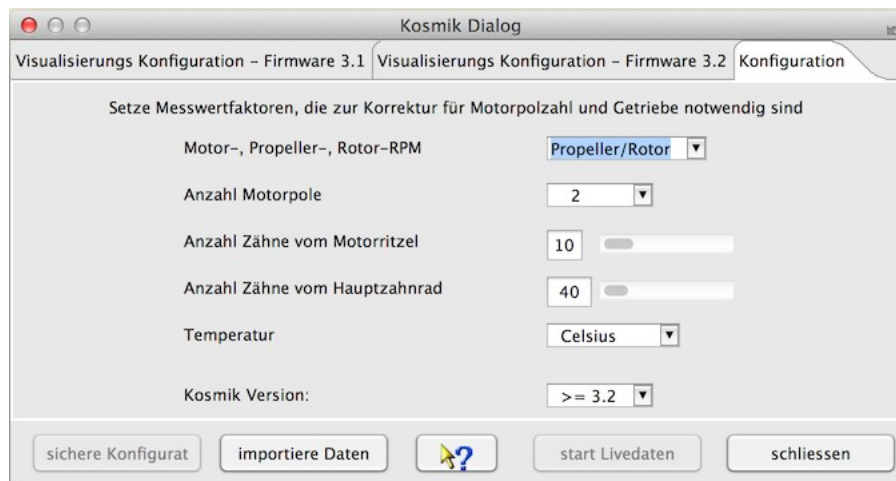 Kosmik Dialog
Visualisierungs Konfiguration – Firmware 3.1 Visualisierungs Konfiguration – Firmware 3.2 Konfiguration
Setze Messwertfaktoren, die zur Korrektur für Motorpolzahl und Getriebe notwendig sind
Motor-, Propeller-, Rotor-RPM Propeller/Rotor
Anzahl Motorpole 2
Anzahl Zähne vom Motorritzel 10
Anzahl Zähne vom Hauptzahnrad 40
Temperatur Celsius
Kosmik Version: >= 3.2
sichere Konfigurat importiere Daten ? start Livedaten schliessen